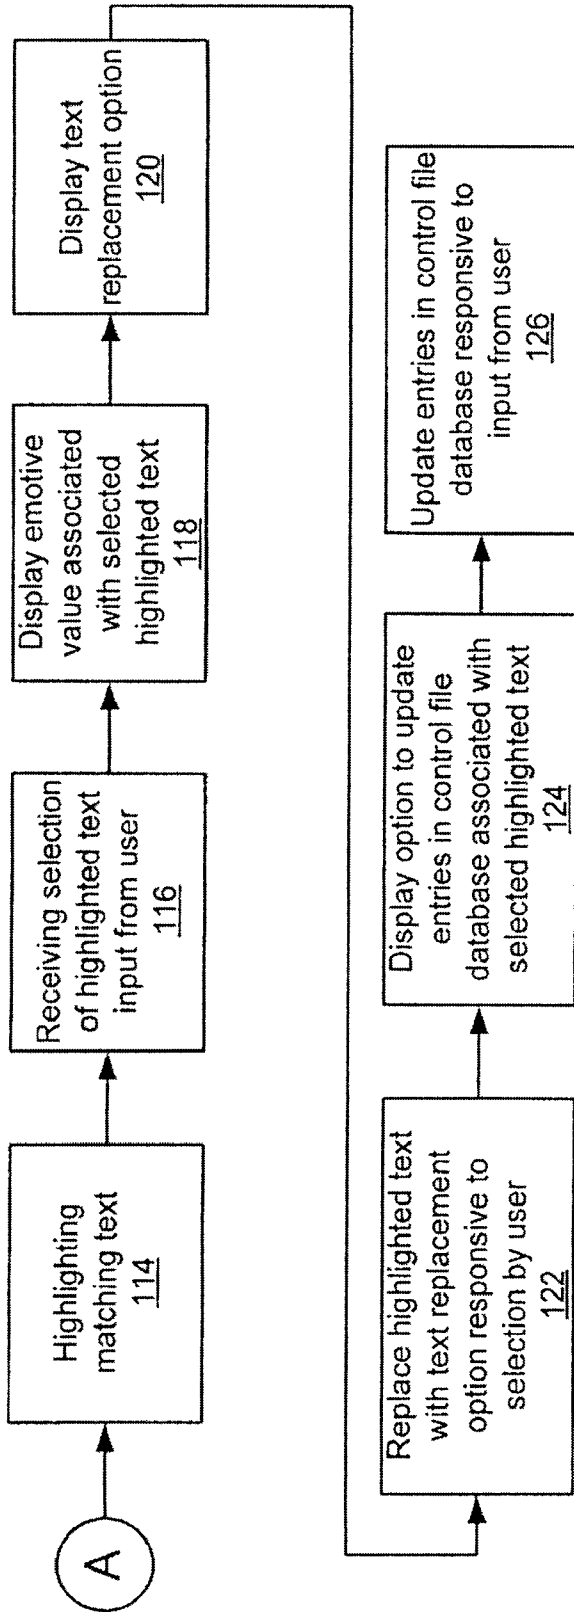 A
Highlighting
matching text
114
Receiving selection
of highlighted text
input from user
116
Display emotive
value associated
with selected
highlighted text
118
Display text
replacement option
120
Replace highlighted text
with text replacement
option responsive to
selection by user
122
Display option to update
entries in control file
database associated with
selected highlighted text
124
Update entries in control file
database responsive to
input from user
126